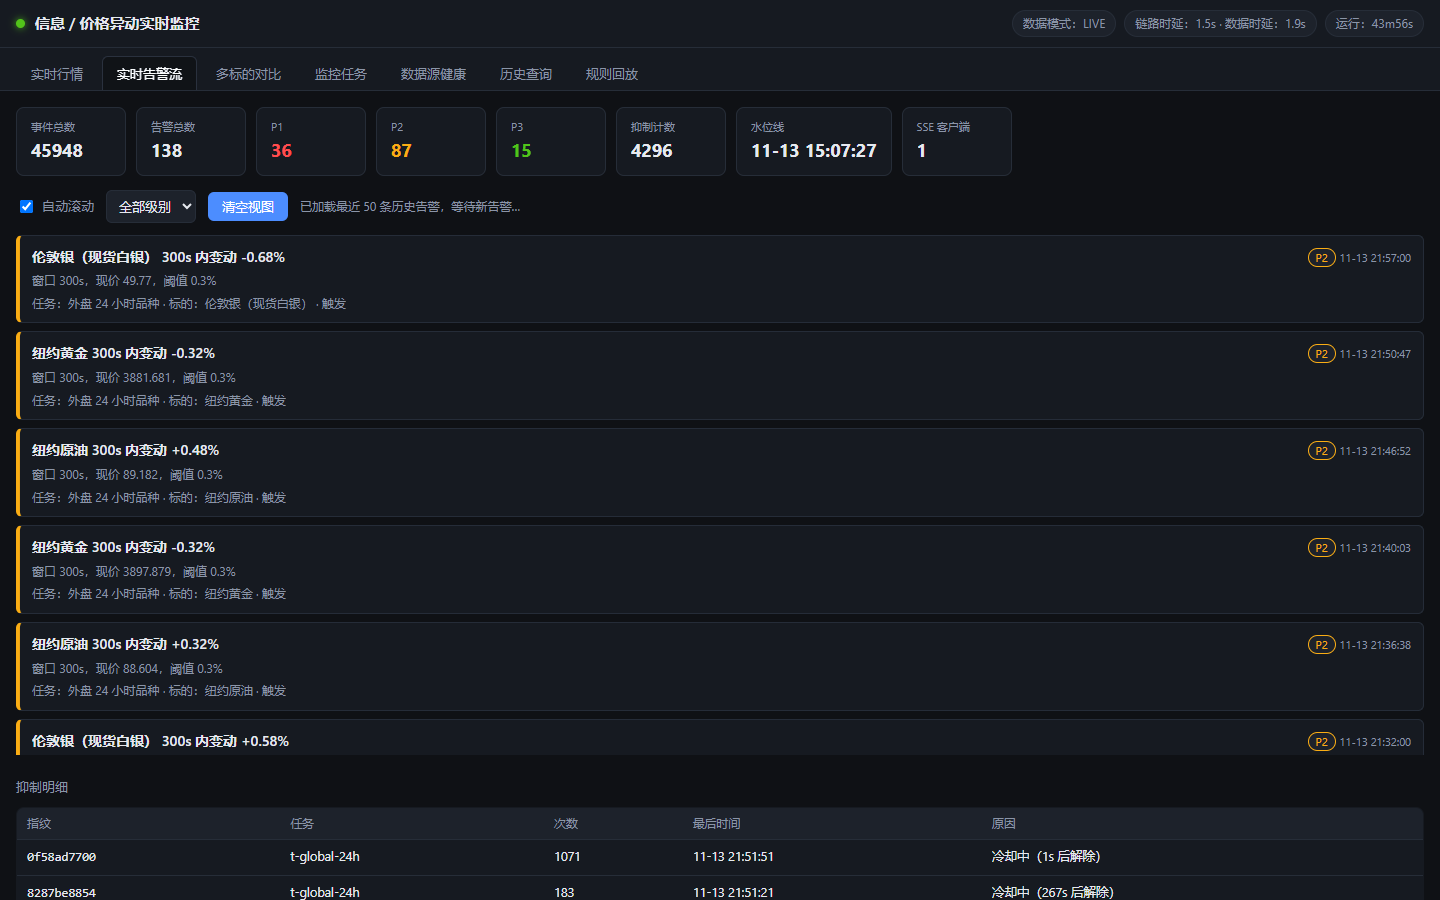 信息 / 价格异动实时监控
数据模式：LIVE
链路时延：1.5s · 数据时延：1.9s
运行：43m56s
实时行情
实时告警流
多标的对比
监控任务
数据源健康
历史查询
规则回放
事件总数
45948
告警总数
138
P1
36
P2
87
P3
15
抑制计数
4296
水位线
11-13 15:07:27
SSE 客户端
1
自动滚动
全部级别
清空视图
已加载最近 50 条历史告警，等待新告警...
伦敦银（现货白银） 300s 内变动 -0.68%
P2 11-13 21:57:00
窗口 300s，现价 49.77，阈值 0.3%
任务：外盘 24 小时品种 · 标的：伦敦银（现货白银） · 触发
纽约黄金 300s 内变动 -0.32%
P2 11-13 21:50:47
窗口 300s，现价 3881.681，阈值 0.3%
任务：外盘 24 小时品种 · 标的：纽约黄金 · 触发
纽约原油 300s 内变动 +0.48%
P2 11-13 21:46:52
窗口 300s，现价 89.182，阈值 0.3%
任务：外盘 24 小时品种 · 标的：纽约原油 · 触发
纽约黄金 300s 内变动 -0.32%
P2 11-13 21:40:03
窗口 300s，现价 3897.879，阈值 0.3%
任务：外盘 24 小时品种 · 标的：纽约黄金 · 触发
纽约原油 300s 内变动 +0.32%
P2 11-13 21:36:38
窗口 300s，现价 88.604，阈值 0.3%
任务：外盘 24 小时品种 · 标的：纽约原油 · 触发
伦敦银（现货白银） 300s 内变动 +0.58%
P2 11-13 21:32:00
抑制明细
指纹 任务 次数 最后时间 原因
0f58ad7700 t-global-24h 1071 11-13 21:51:51 冷却中（1s 后解除）
8287be8854 t-global-24h 183 11-13 21:51:21 冷却中（267s 后解除）